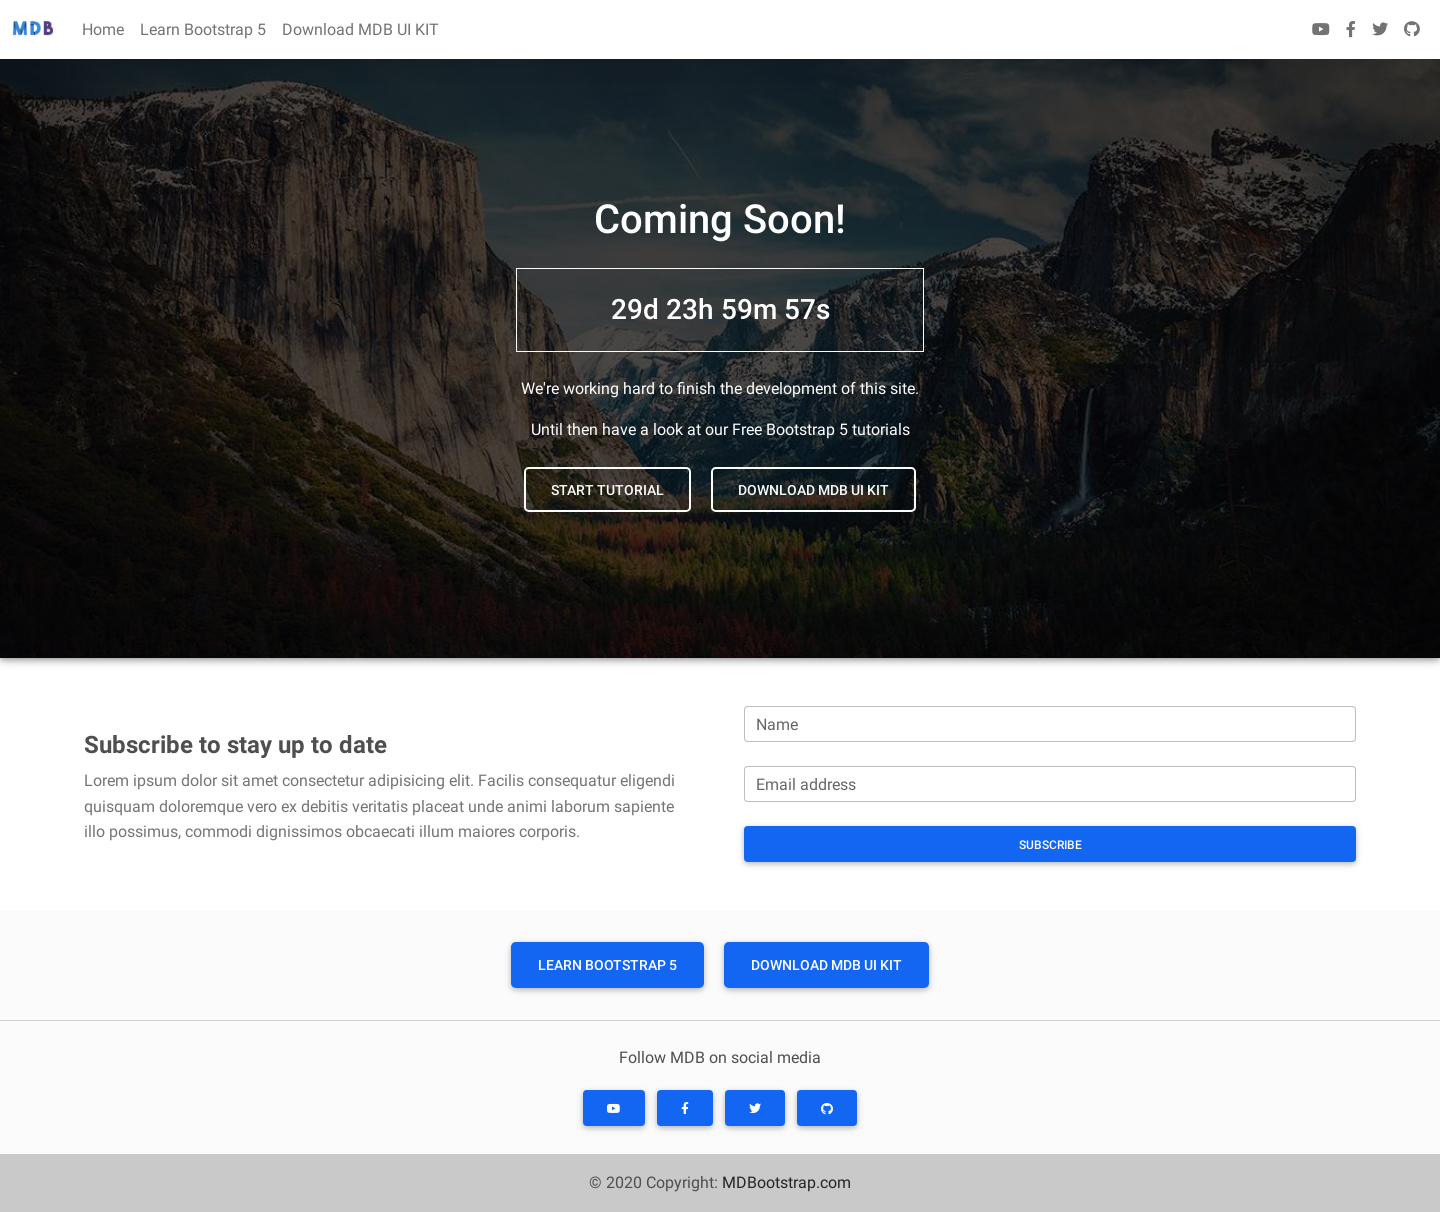 MDB
Home
Learn Bootstrap 5
Download MDB UI KIT
Coming Soon!
29d 23h 59m 57s
We're working hard to finish the development of this site.
Until then have a look at our Free Bootstrap 5 tutorials
START TUTORIAL
DOWNLOAD MDB UI KIT
Subscribe to stay up to date
Lorem ipsum dolor sit amet consectetur adipisicing elit. Facilis consequatur eligendi
quisquam doloremque vero ex debitis veritatis placeat unde animi laborum sapiente
illo possimus, commodi dignissimos obcaecati illum maiores corporis.
Name
Email address
SUBSCRIBE
LEARN BOOTSTRAP 5
DOWNLOAD MDB UI KIT
Follow MDB on social media
© 2020 Copyright: MDBootstrap.com